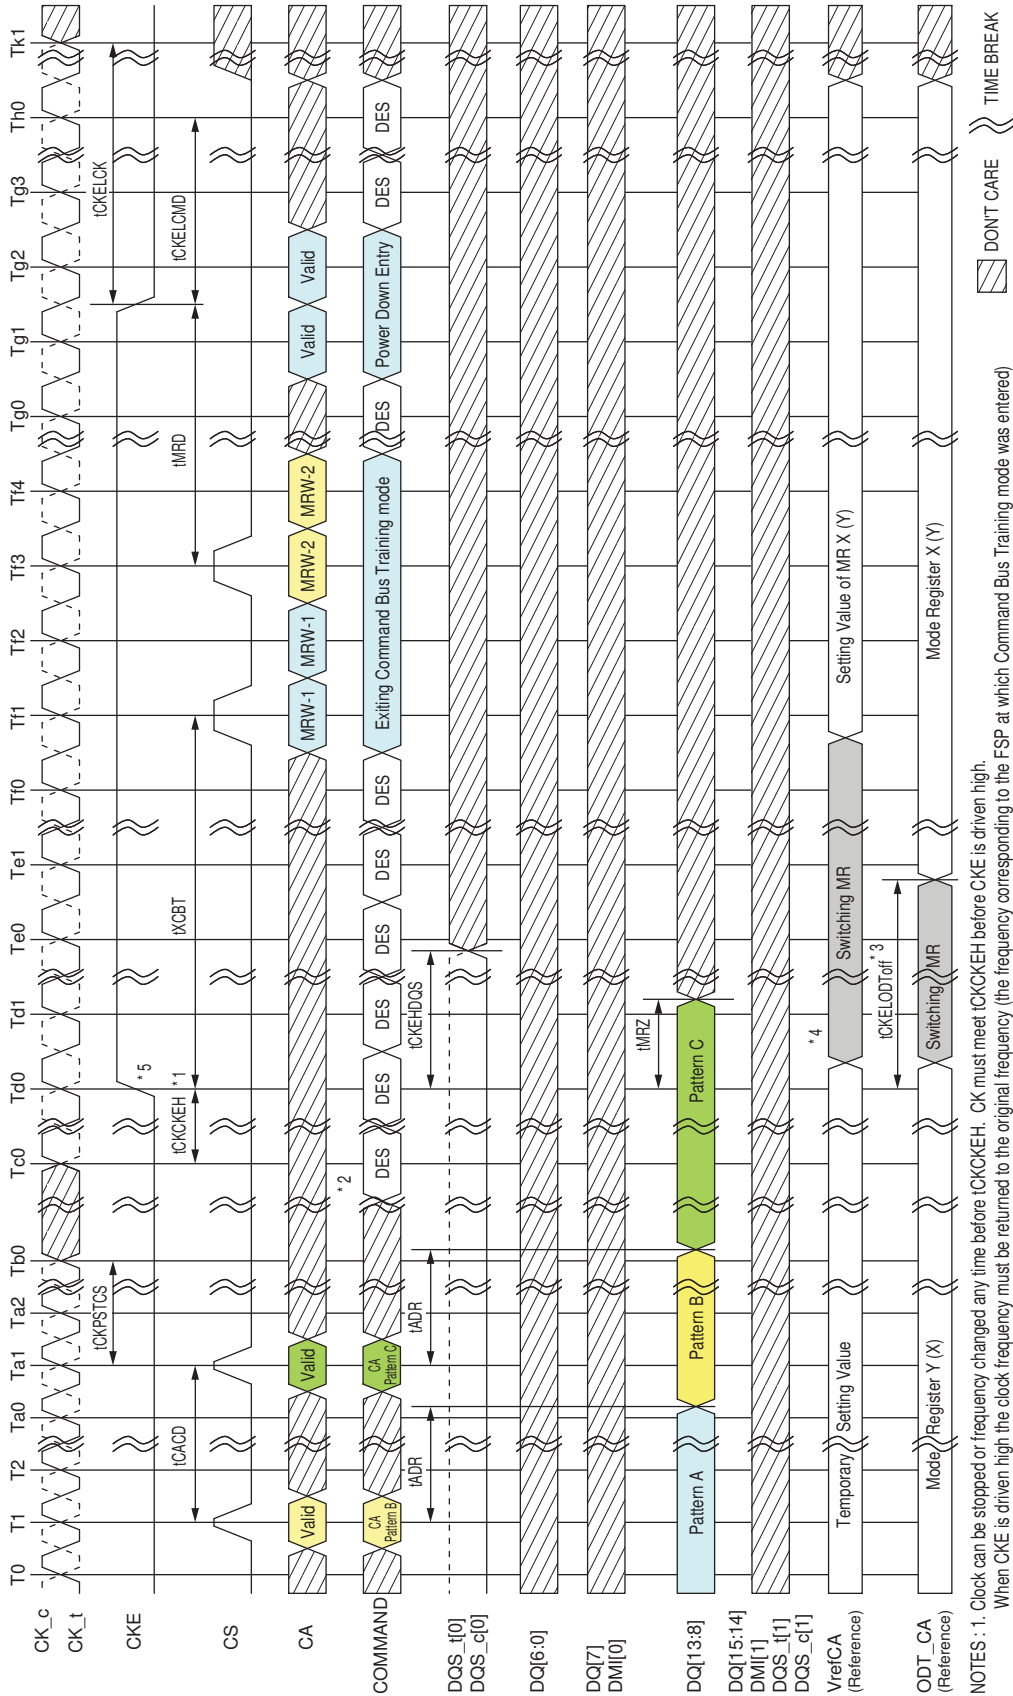 T0 T1 T2 Ta0 Ta1 Ta2 Tb0 Tc0 Td0 Td1 Te0 Te1 Tf0 Tf1 Tf2 Tf3 Tf4 Tg0 Tg1 Tg2 Tg3 Th0 Tk1
CK_c
CK_t
tCKPSTCS
tCKCKEH * 1
tCKELCK
CKE
* 5
tCACD
tXCBT
tMRD
tCKELCMD
CS
CA
Valid Valid MRW-1 MRW-1 MRW-2 MRW-2 Valid Valid
* 2
COMMAND
CA Pattern B
CA Pattern C
DES DES DES DES DES DES Exiting Command Bus Training mode DES Power Down Entry DES DES
tADR tADR tCKEHDQS
DQS_t[0]
DQS_c[0]
DQ[6:0]
DQ[7]
DMI[0]
tMRZ
DQ[13:8]
Pattern A Pattern B Pattern C
DQ[15:14]
DMI[1]
DQS_t[1]
DQS_c[1]
* 4
VrefCA
(Reference)
Temporary Setting Value Switching MR Setting Value of MR X (Y)
tCKELODToff * 3
ODT_CA
(Reference)
Mode Register Y (X) Switching MR Mode Register X (Y)
DON'T CARE TIME BREAK
NOTES : 1. Clock can be stopped or frequency changed any time before tCKCKEH. CK must meet tCKCKEH before CKE is driven high.
When CKE is driven high the clock frequency must be returned to the original frequency (the frequency corresponding to the FSP at which Command Bus Training mode was entered)